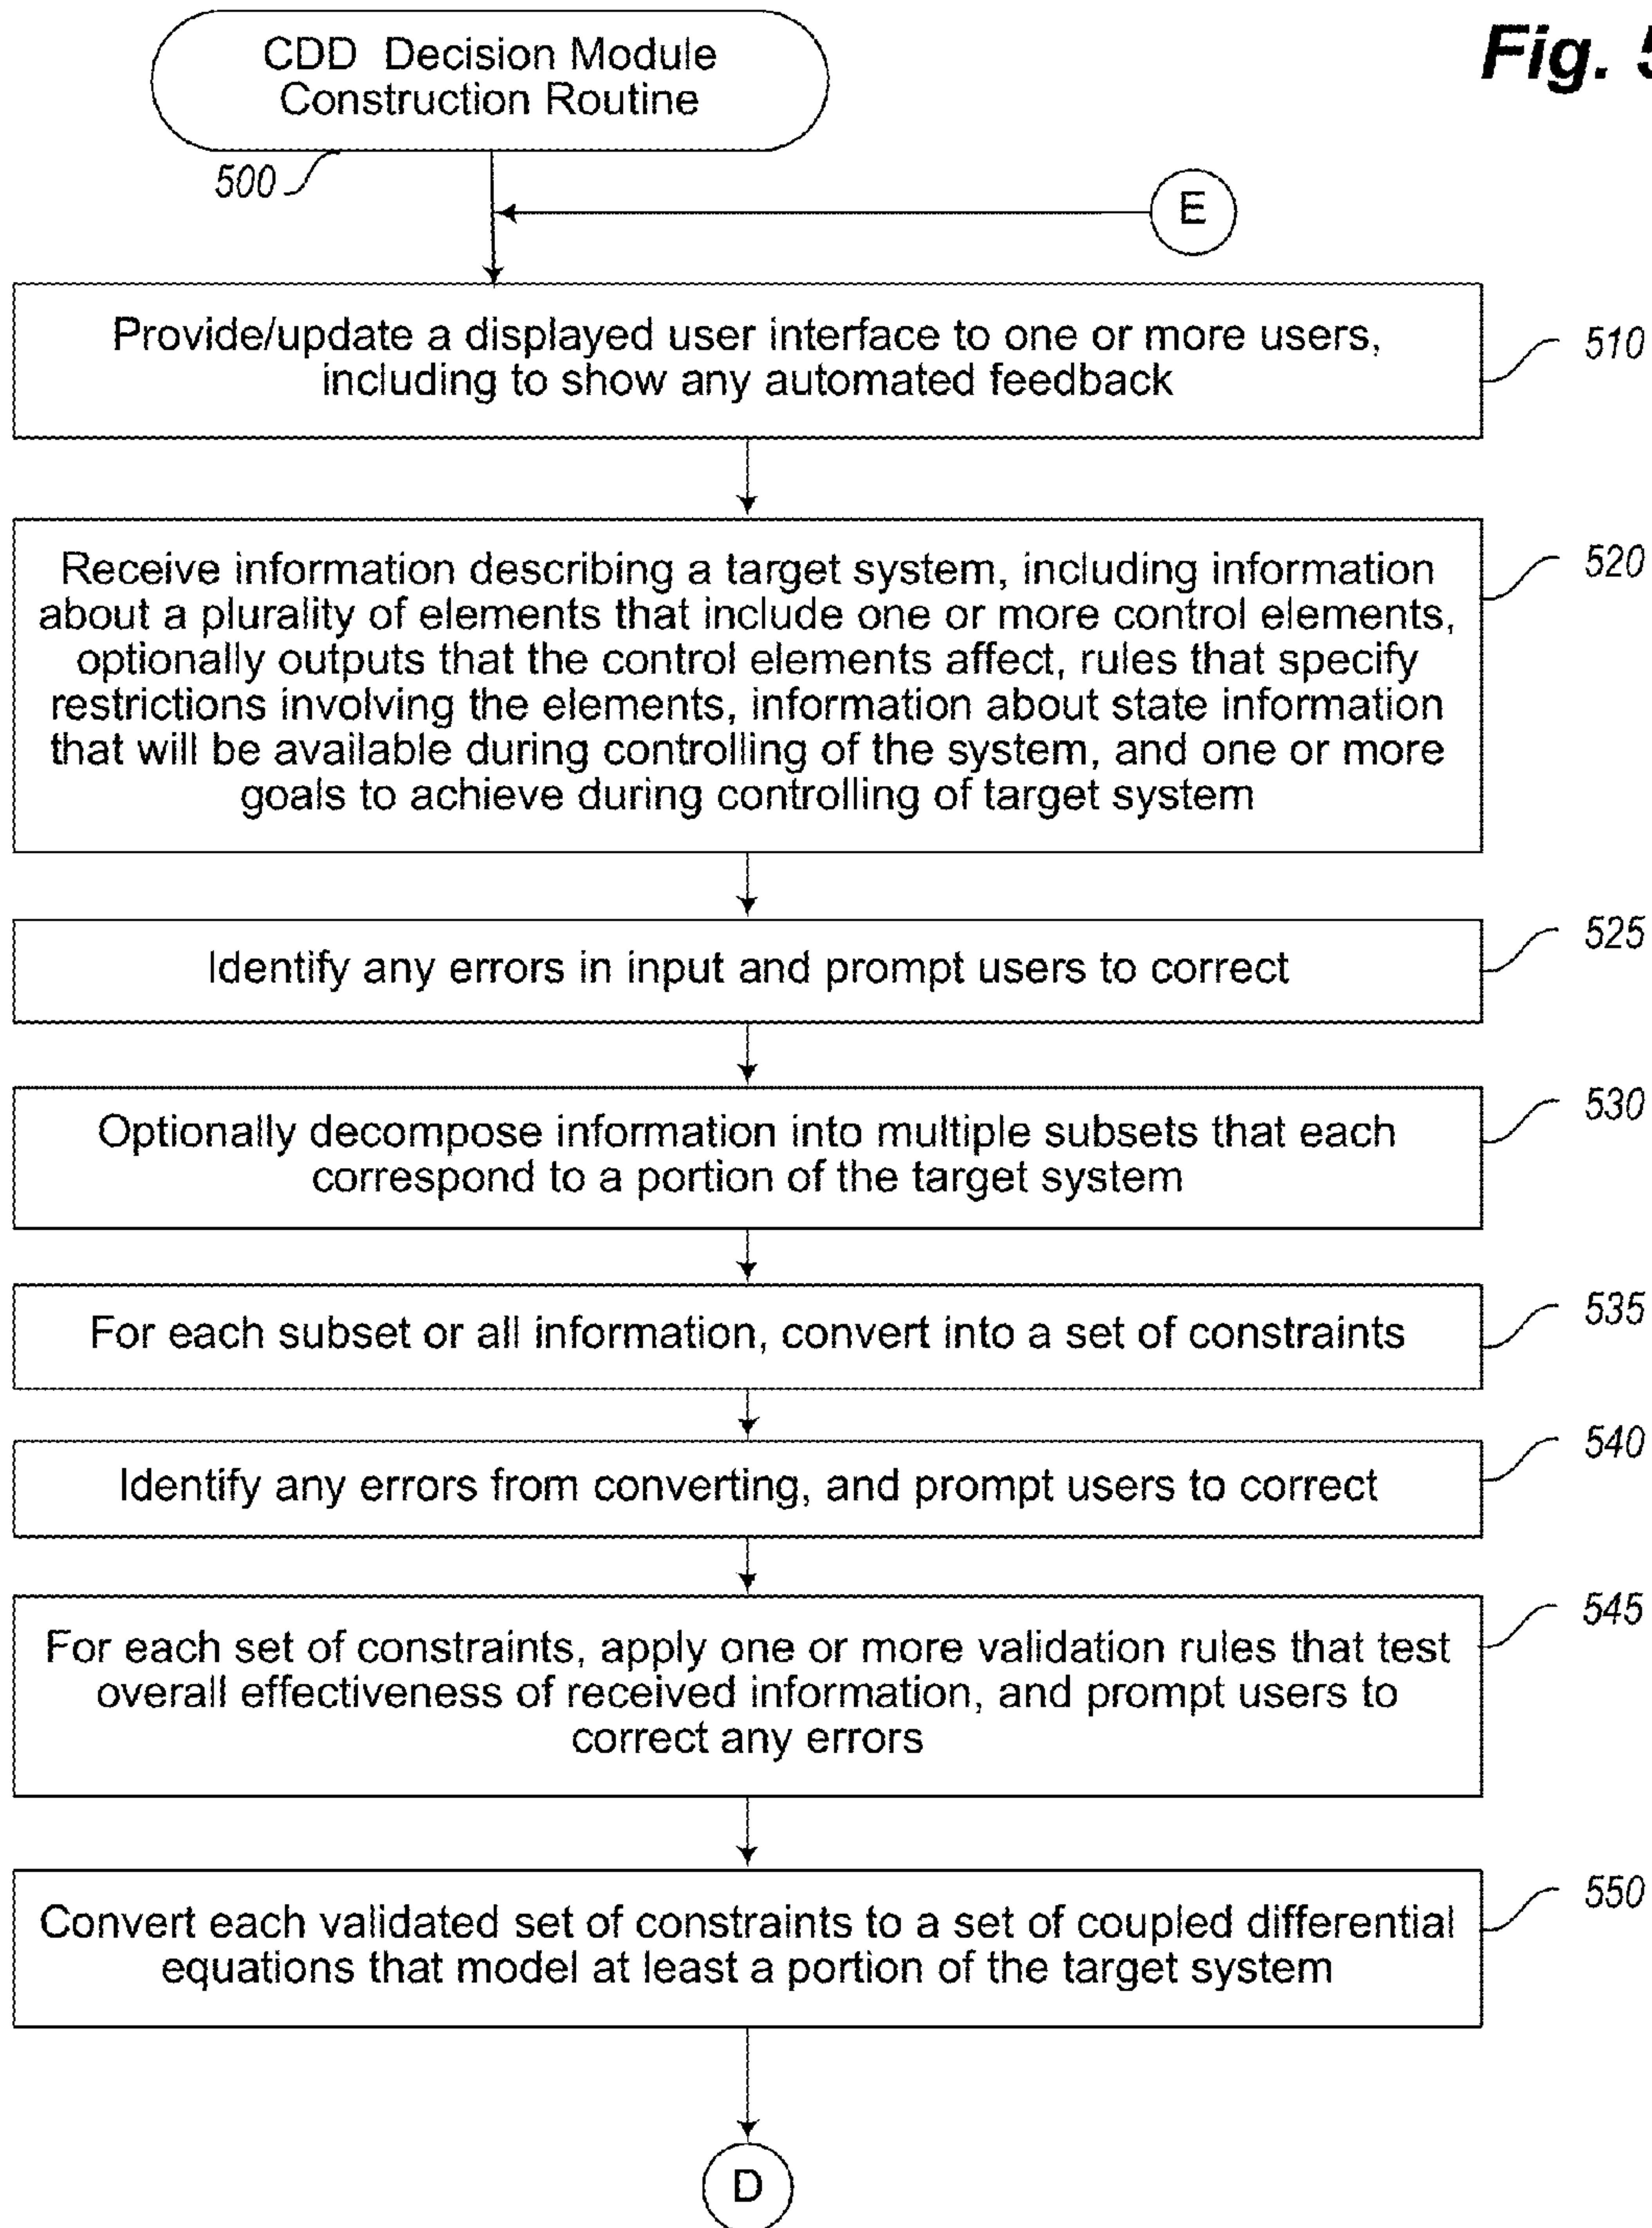 CDD Decision Module
Construction Routine
Fig. 5
500
E
Provide/update a displayed user interface to one or more users,
including to show any automated feedback
510
Receive information describing a target system, including information
about a plurality of elements that include one or more control elements,
optionally outputs that the control elements affect, rules that specify
restrictions involving the elements, information about state information
that will be available during controlling of the system, and one or more
goals to achieve during controlling of target system
520
Identify any errors in input and prompt users to correct
525
Optionally decompose information into multiple subsets that each
correspond to a portion of the target system
530
For each subset or all information, convert into a set of constraints
535
Identify any errors from converting, and prompt users to correct
540
For each set of constraints, apply one or more validation rules that test
overall effectiveness of received information, and prompt users to
correct any errors
545
Convert each validated set of constraints to a set of coupled differential
equations that model at least a portion of the target system
550
D